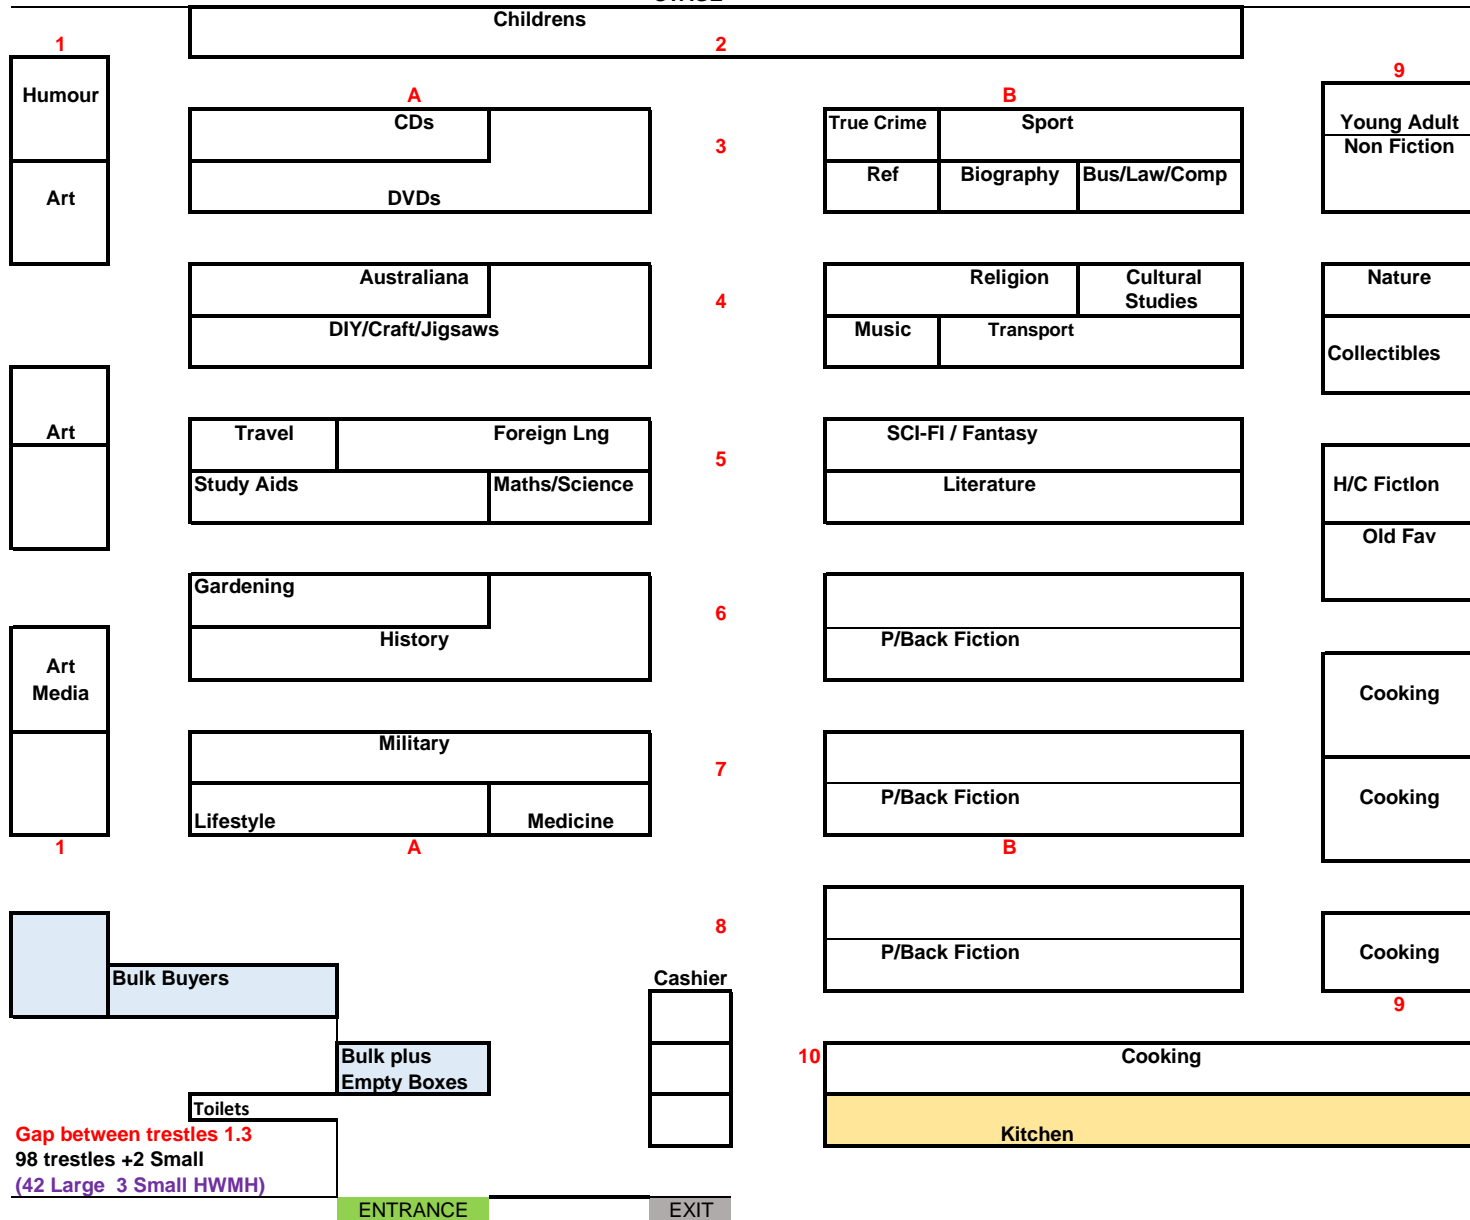 Childrens
1
2
9
Humour
A
B
CDs
True Crime
Sport
Young Adult
3
Non Fiction
Ref
Biography
Bus/Law/Comp
Art
DVDs
Australiana
Religion
Cultural
Studies
Nature
4
DIY/Craft/Jigsaws
Music
Transport
Collectibles
Art
Travel
Foreign Lng
SCI-FI / Fantasy
5
Study Aids
Maths/Science
Literature
H/C FictIon
Old Fav
Gardening
6
History
P/Back Fiction
Art
Media
Cooking
Military
7
P/Back Fiction
Cooking
Lifestyle
Medicine
1
A
B
8
P/Back Fiction
Cooking
Bulk Buyers
Cashier
9
Bulk plus
Empty Boxes
10
Cooking
Toilets
Gap between trestles 1.3
Kitchen
98 trestles +2 Small
(42 Large 3 Small HWMH)
ENTRANCE
EXIT